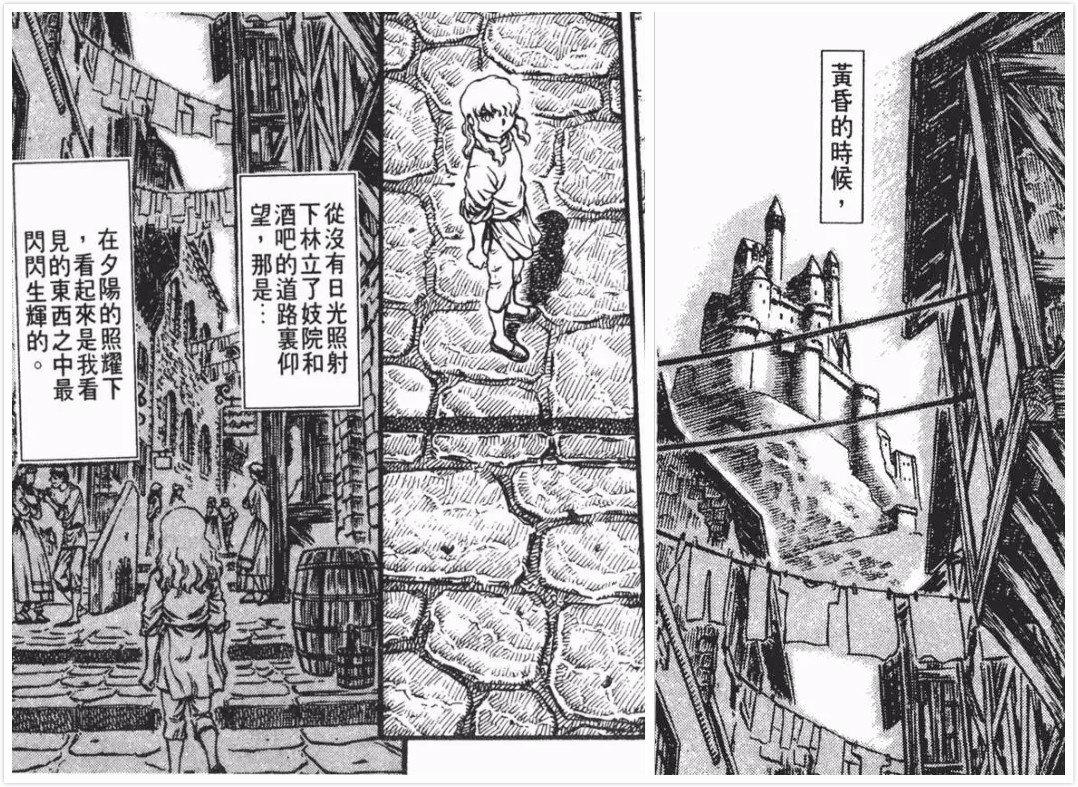 黃昏的時候，
從沒有日光照射
下林立了妓院和
酒吧的道路裏仰
望，那是…
在夕陽的照耀下
，看起來是我看
見的東西之中最
閃閃生輝的。